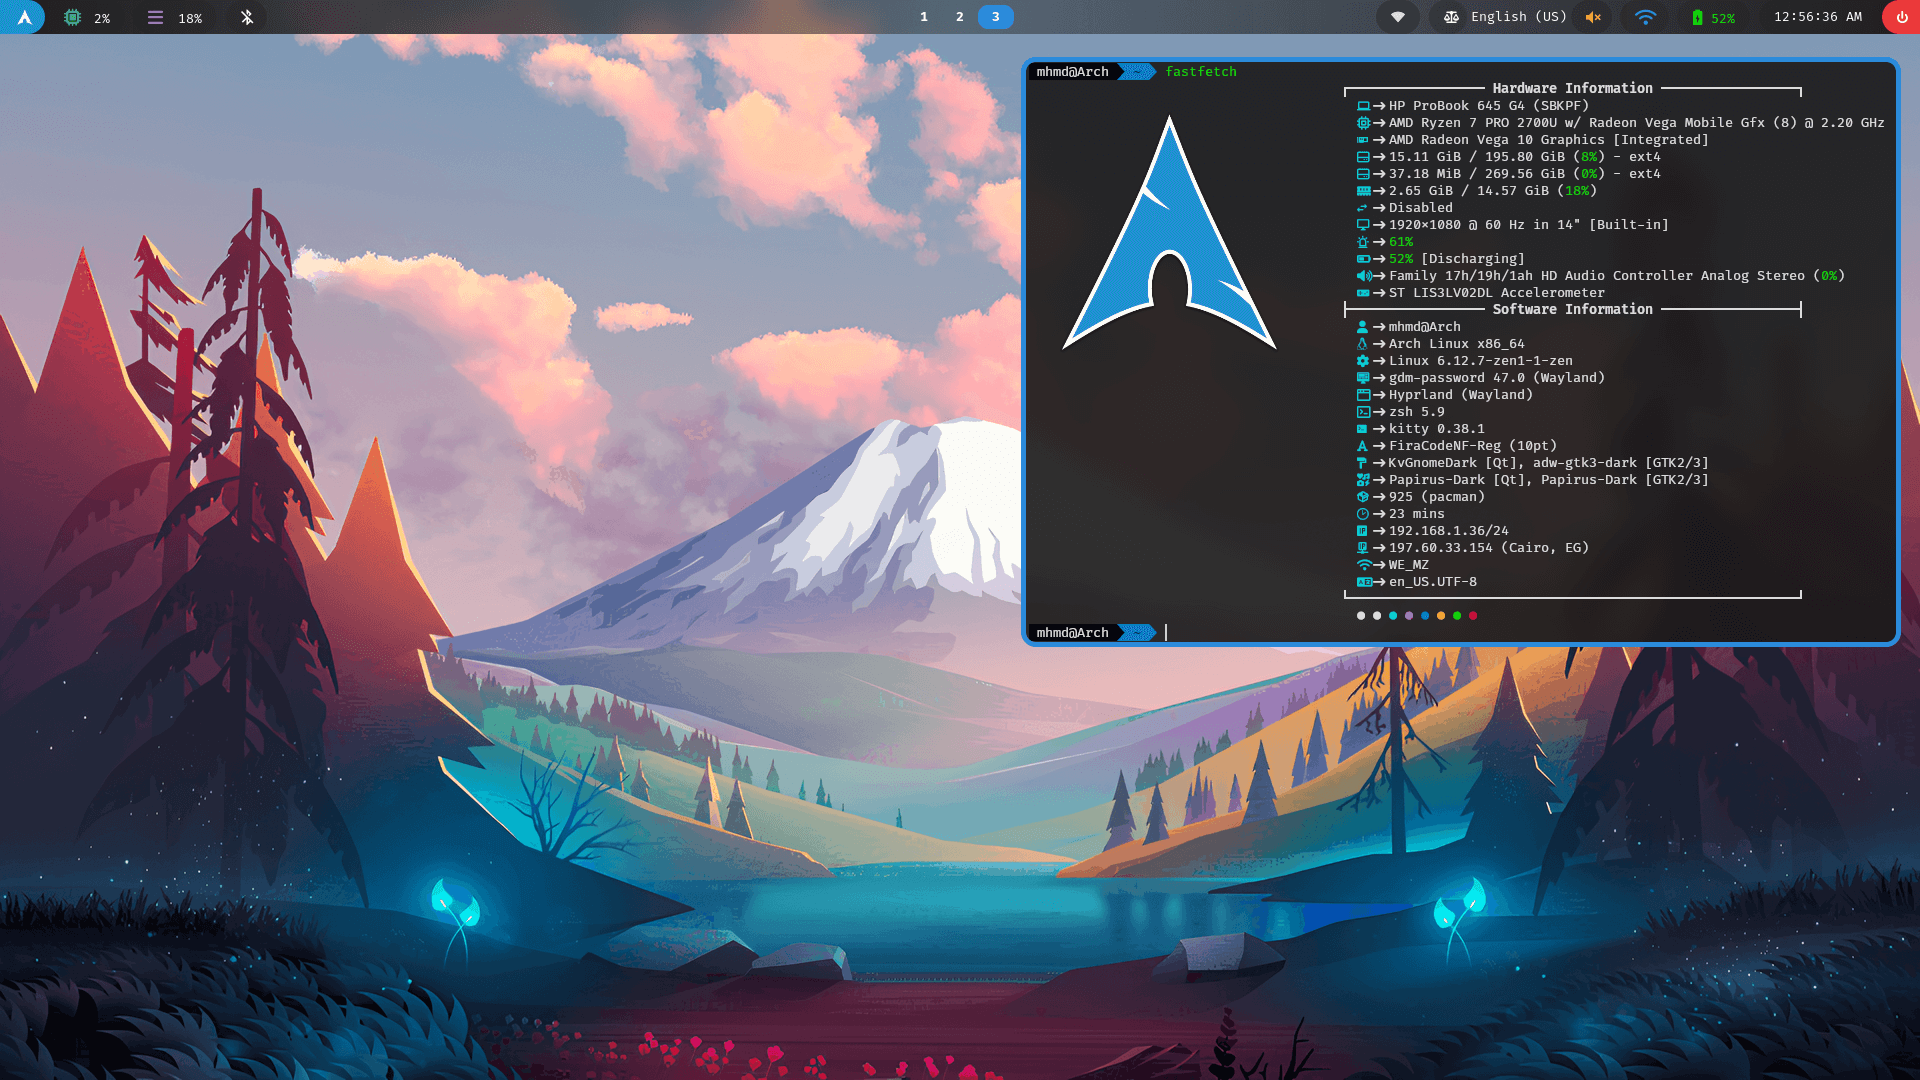 2% 18% 1 2 3 English (US) 52% 12:56:36 AM
mhmd@Arch ~ fastfetch
Hardware Information
HP ProBook 645 G4 (SBKPF)
AMD Ryzen 7 PRO 2700U w/ Radeon Vega Mobile Gfx (8) @ 2.20 GHz
AMD Radeon Vega 10 Graphics [Integrated]
15.11 GiB / 195.80 GiB (8%) - ext4
37.18 MiB / 269.56 GiB (0%) - ext4
2.65 GiB / 14.57 GiB (18%)
Disabled
1920×1080 @ 60 Hz in 14" [Built-in]
61%
52% [Discharging]
Family 17h/19h/1ah HD Audio Controller Analog Stereo (0%)
ST LIS3LV02DL Accelerometer
Software Information
mhmd@Arch
Arch Linux x86_64
Linux 6.12.7-zen1-1-zen
gdm-password 47.0 (Wayland)
Hyprland (Wayland)
zsh 5.9
kitty 0.38.1
FiraCodeNF-Reg (10pt)
KvGnomeDark [Qt], adw-gtk3-dark [GTK2/3]
Papirus-Dark [Qt], Papirus-Dark [GTK2/3]
925 (pacman)
23 mins
192.168.1.36/24
197.60.33.154 (Cairo, EG)
WE_MZ
en_US.UTF-8
mhmd@Arch ~